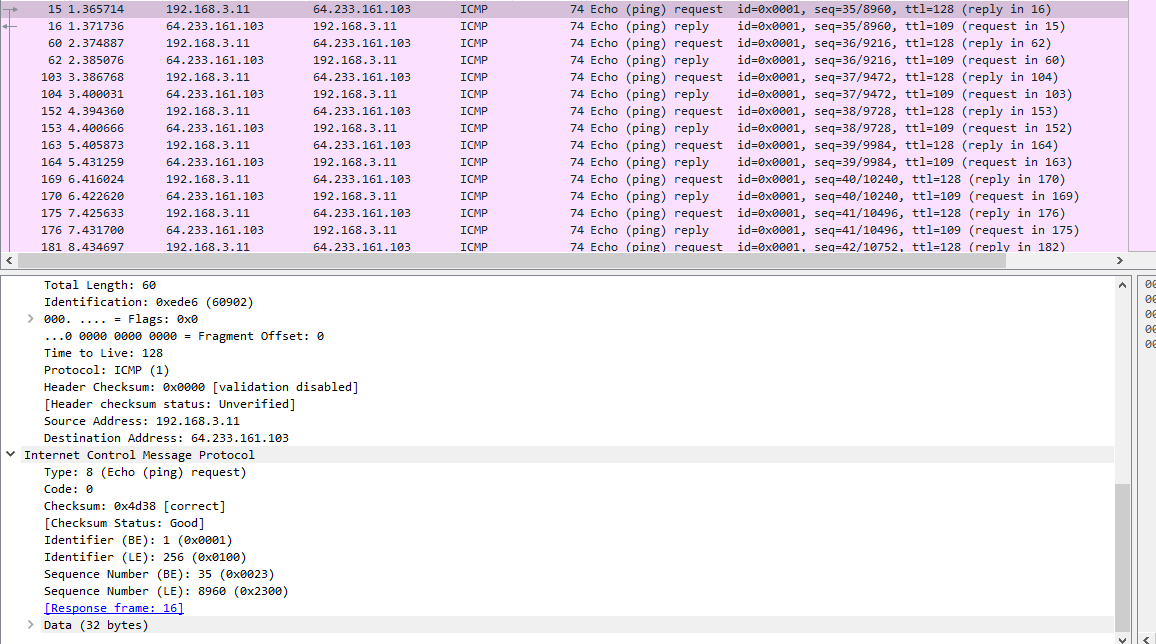 15 1.365714 192.168.3.11 64.233.161.103 ICMP 74 Echo (ping) request id=0x0001, seq=35/8960, ttl=128 (reply in 16)
16 1.371736 64.233.161.103 192.168.3.11 ICMP 74 Echo (ping) reply id=0x0001, seq=35/8960, ttl=109 (request in 15)
60 2.374887 192.168.3.11 64.233.161.103 ICMP 74 Echo (ping) request id=0x0001, seq=36/9216, ttl=128 (reply in 62)
62 2.385076 64.233.161.103 192.168.3.11 ICMP 74 Echo (ping) reply id=0x0001, seq=36/9216, ttl=109 (request in 60)
103 3.386768 192.168.3.11 64.233.161.103 ICMP 74 Echo (ping) request id=0x0001, seq=37/9472, ttl=128 (reply in 104)
104 3.400031 64.233.161.103 192.168.3.11 ICMP 74 Echo (ping) reply id=0x0001, seq=37/9472, ttl=109 (request in 103)
152 4.394360 192.168.3.11 64.233.161.103 ICMP 74 Echo (ping) request id=0x0001, seq=38/9728, ttl=128 (reply in 153)
153 4.400666 64.233.161.103 192.168.3.11 ICMP 74 Echo (ping) reply id=0x0001, seq=38/9728, ttl=109 (request in 152)
163 5.405873 192.168.3.11 64.233.161.103 ICMP 74 Echo (ping) request id=0x0001, seq=39/9984, ttl=128 (reply in 164)
164 5.431259 64.233.161.103 192.168.3.11 ICMP 74 Echo (ping) reply id=0x0001, seq=39/9984, ttl=109 (request in 163)
169 6.416024 192.168.3.11 64.233.161.103 ICMP 74 Echo (ping) request id=0x0001, seq=40/10240, ttl=128 (reply in 170)
170 6.422620 64.233.161.103 192.168.3.11 ICMP 74 Echo (ping) reply id=0x0001, seq=40/10240, ttl=109 (request in 169)
175 7.425633 192.168.3.11 64.233.161.103 ICMP 74 Echo (ping) request id=0x0001, seq=41/10496, ttl=128 (reply in 176)
176 7.431700 64.233.161.103 192.168.3.11 ICMP 74 Echo (ping) reply id=0x0001, seq=41/10496, ttl=109 (request in 175)
181 8.434697 192.168.3.11 64.233.161.103 ICMP 74 Echo (ping) request id=0x0001, seq=42/10752, ttl=128 (reply in 182)
Total Length: 60
Identification: 0xede6 (60902)
000. .... = Flags: 0x0
...0 0000 0000 0000 = Fragment Offset: 0
Time to Live: 128
Protocol: ICMP (1)
Header Checksum: 0x0000 [validation disabled]
[Header checksum status: Unverified]
Source Address: 192.168.3.11
Destination Address: 64.233.161.103
Internet Control Message Protocol
Type: 8 (Echo (ping) request)
Code: 0
Checksum: 0x4d38 [correct]
[Checksum Status: Good]
Identifier (BE): 1 (0x0001)
Identifier (LE): 256 (0x0100)
Sequence Number (BE): 35 (0x0023)
Sequence Number (LE): 8960 (0x2300)
[Response frame: 16]
Data (32 bytes)
00
00
00
00
00